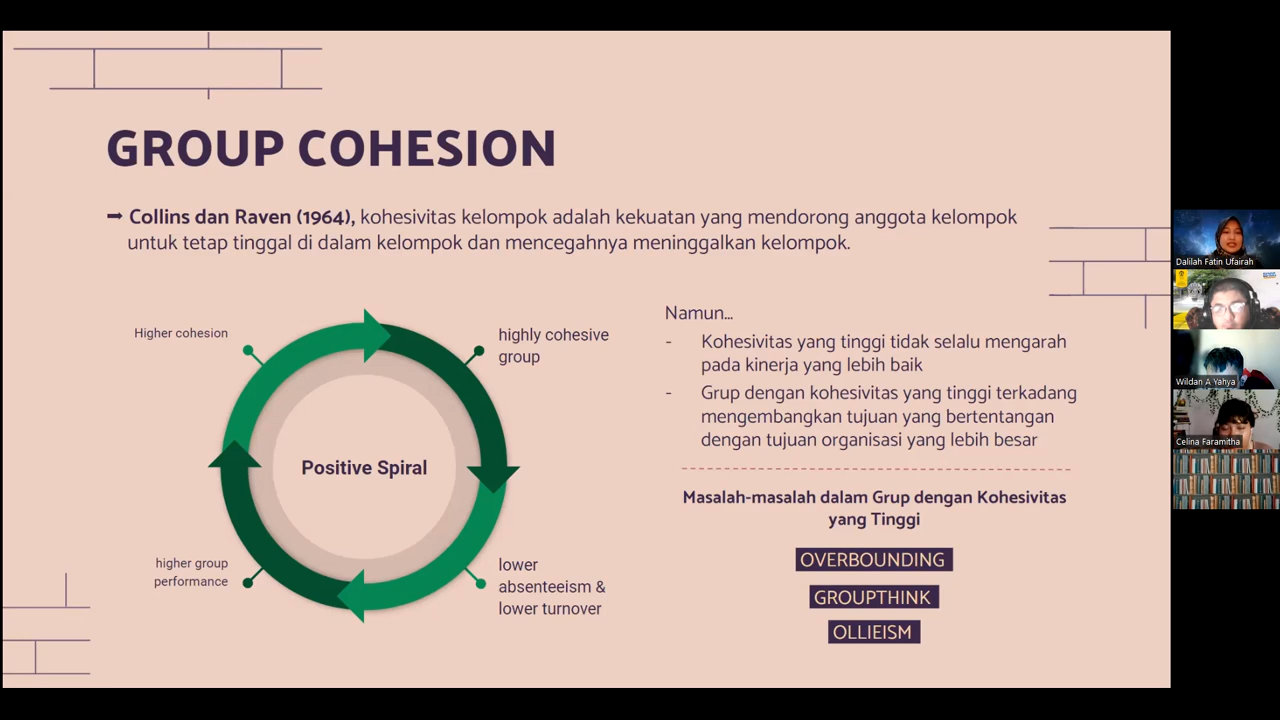 GROUP COHESION
➡ Collins dan Raven (1964), kohesivitas kelompok adalah kekuatan yang mendorong anggota kelompok
untuk tetap tinggal di dalam kelompok dan mencegahnya meninggalkan kelompok.
Higher cohesion
highly cohesive
group
Positive Spiral
higher group
performance
lower
absenteeism &
lower turnover
Namun...
- Kohesivitas yang tinggi tidak selalu mengarah
pada kinerja yang lebih baik
- Grup dengan kohesivitas yang tinggi terkadang
mengembangkan tujuan yang bertentangan
dengan tujuan organisasi yang lebih besar
Masalah-masalah dalam Grup dengan Kohesivitas
yang Tinggi
OVERBOUNDING
GROUPTHINK
OLLIEISM
Dalilah Fatin Ufairah
Wildan A Yahya
Celina Faramitha